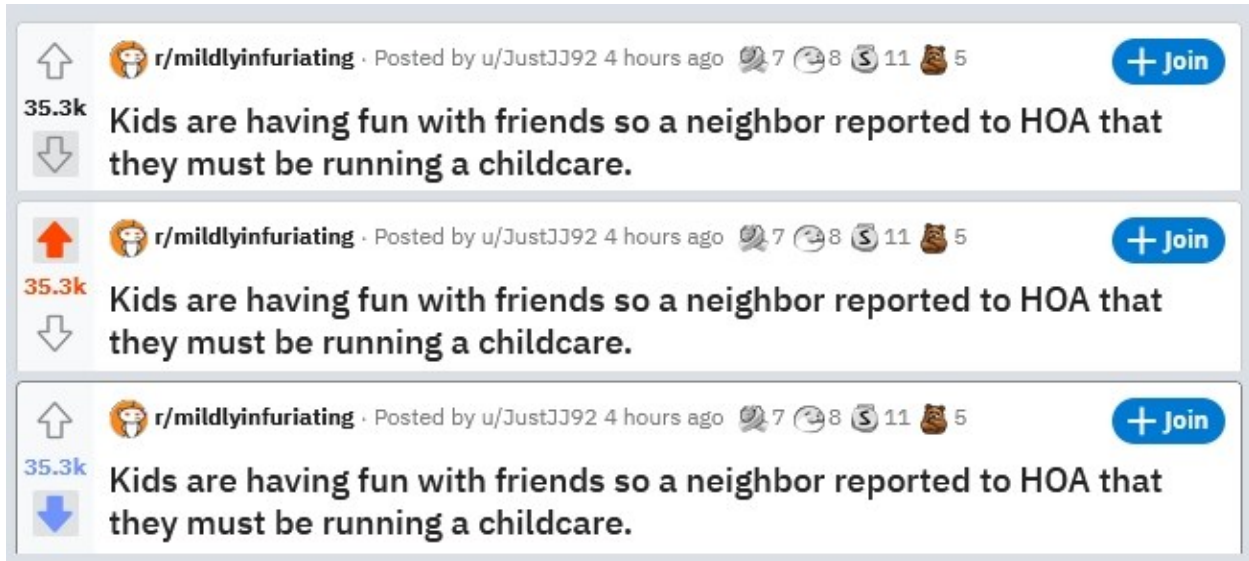 r/mildlyinfuriating · Posted by u/JustJJ92 4 hours ago 7 8 S 11 5 + Join
35.3k
Kids are having fun with friends so a neighbor reported to HOA that
they must be running a childcare.
r/mildlyinfuriating · Posted by u/JustJJ92 4 hours ago 7 8 S 11 5 + Join
35.3k
Kids are having fun with friends so a neighbor reported to HOA that
they must be running a childcare.
r/mildlyinfuriating · Posted by u/JustJJ92 4 hours ago 7 8 S 11 5 + Join
35.3k
Kids are having fun with friends so a neighbor reported to HOA that
they must be running a childcare.